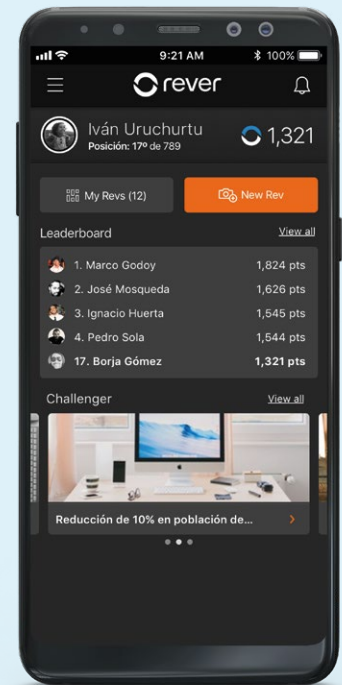 9:21 AM
100%
rever
Iván Uruchurtu
1,321
Posición: 17º de 789
My Revs (12)
New Rev
Leaderboard
View all
1. Marco Godoy
1,824 pts
2. José Mosqueda
1,626 pts
3. Ignacio Huerta
1,545 pts
4. Pedro Sola
1,544 pts
17. Borja Gómez
1,321 pts
Challenger
View all
Reducción de 10% en población de...